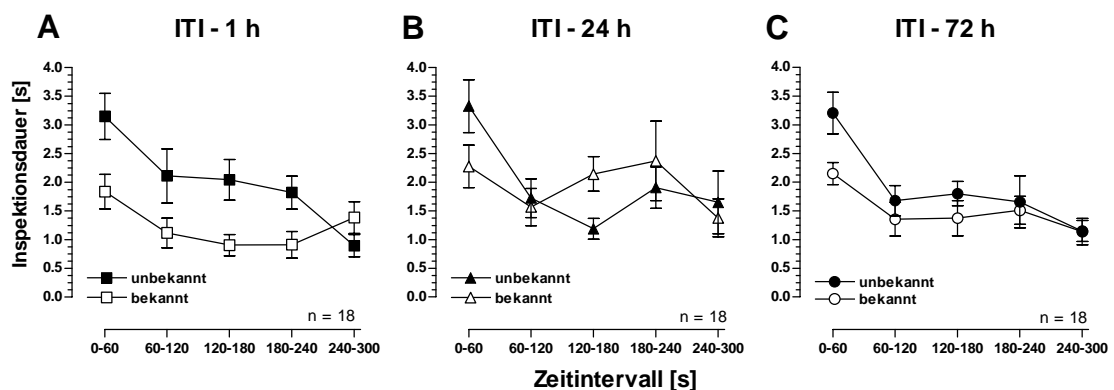 A ITI - 1 h
B ITI - 24 h
C ITI - 72 h
Inspektionsdauer [s]
4.0
3.5
3.0
2.5
2.0
1.5
1.0
0.5
0.0
unbekannt
bekannt
n = 18
0-60 60-120 120-180 180-240 240-300
4.0
3.5
3.0
2.5
2.0
1.5
1.0
0.5
0.0
unbekannt
bekannt
0-60 60-120 120-180 180-240 240-300
4.0
3.5
3.0
2.5
2.0
1.5
1.0
0.5
0.0
unbekannt
bekannt
n = 18
0-60 60-120 120-180 180-240 240-300
Zeitintervall [s]